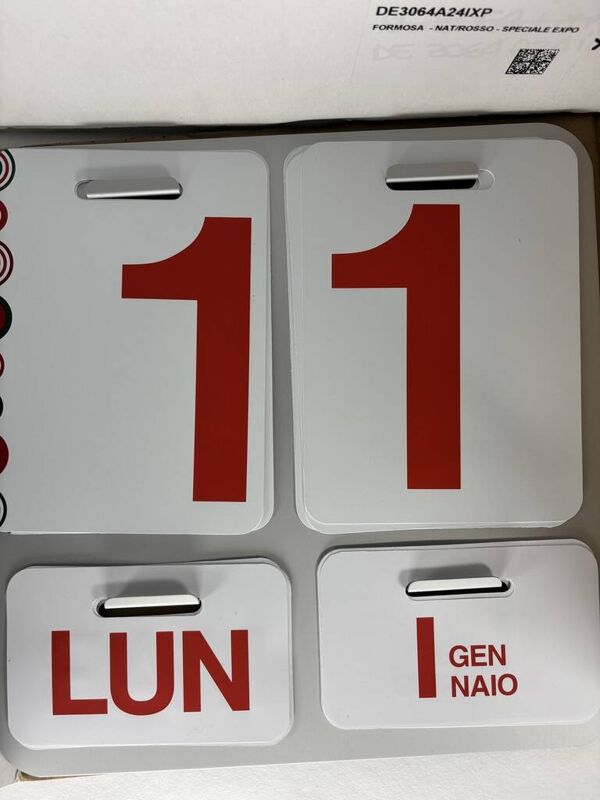 DE3064A24IXP
FORMOSA - NAT/ROSSO - SPECIALE EXPO
1 1
LUN
I GEN
NAIO